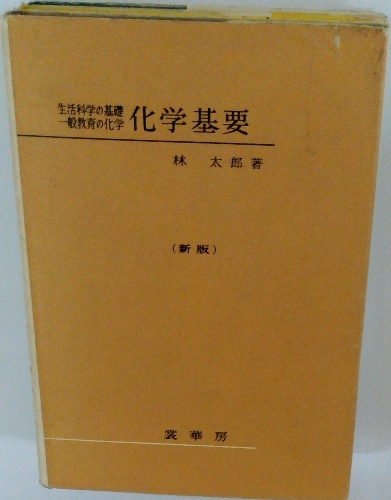 生活科学の基礎
一般教育の化学
化学基要
林 太郎 著
(新版)
裳華房